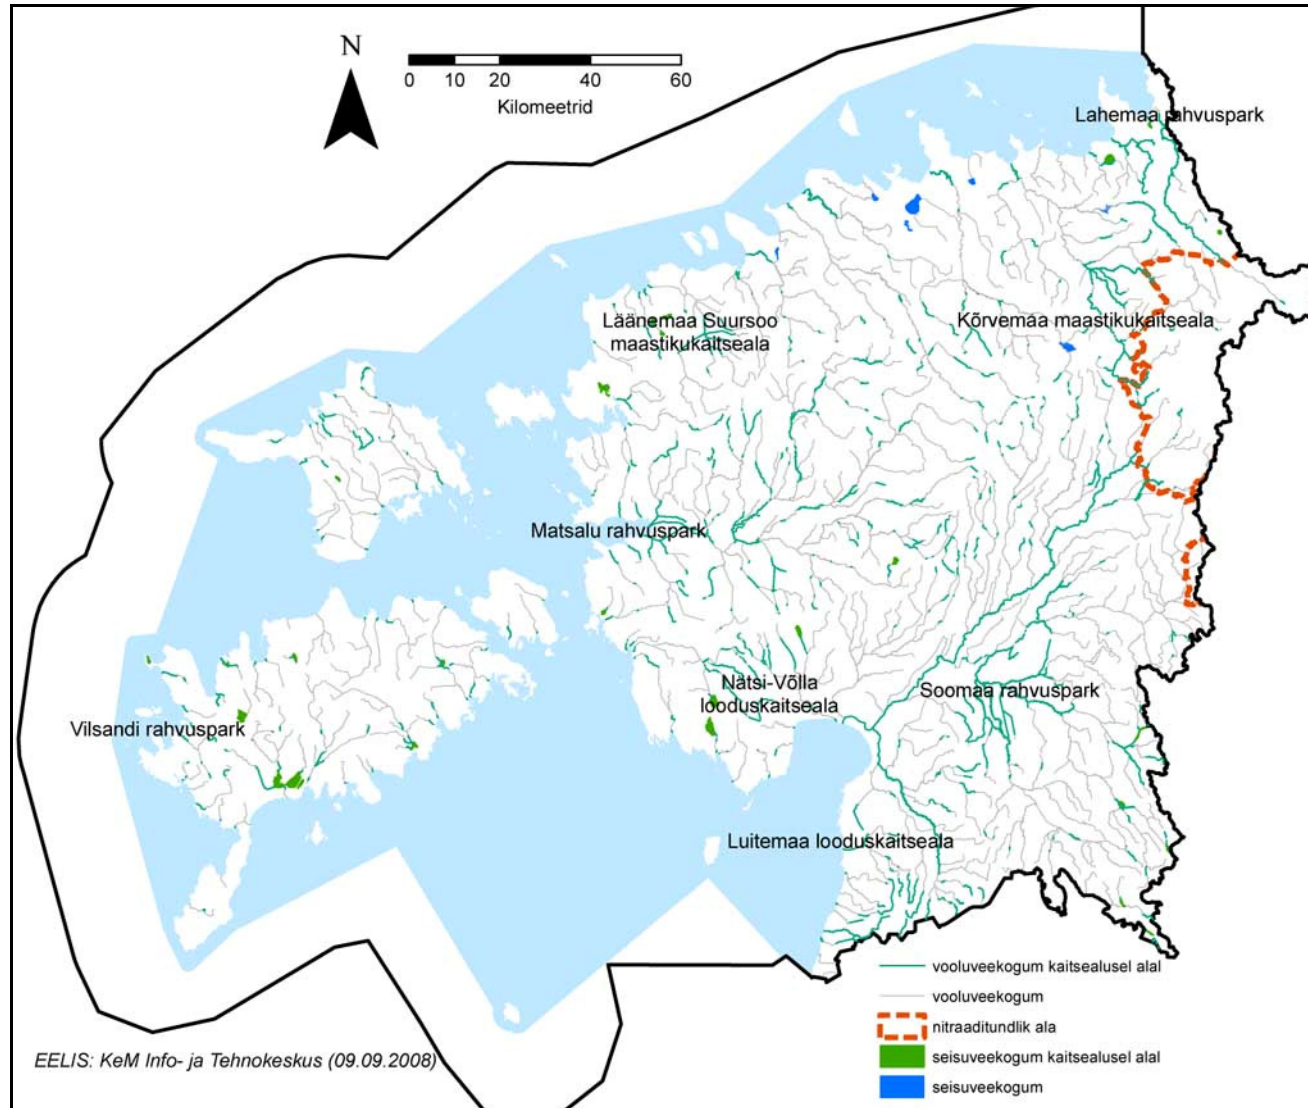 N
0 10 20 40 60
Kilomeetrid
Lahemaa rahvuspark
Läänemaa Suursoo
maastikukaitseala
Kõrvemaa maastikukaitseala
Matsalu rahvuspark
Nätsi-Võlla
looduskaitseala
Soomaa rahvuspark
Vilsandi rahvuspark
Luitemaa looduskaitseala
vooluveekogum kaitsealusel alal
vooluveekogum
nitraaditundlik ala
seisuveekogum kaitsealusel alal
seisuveekogum
EELIS: KeM Info- ja Tehnokeskus (09.09.2008)